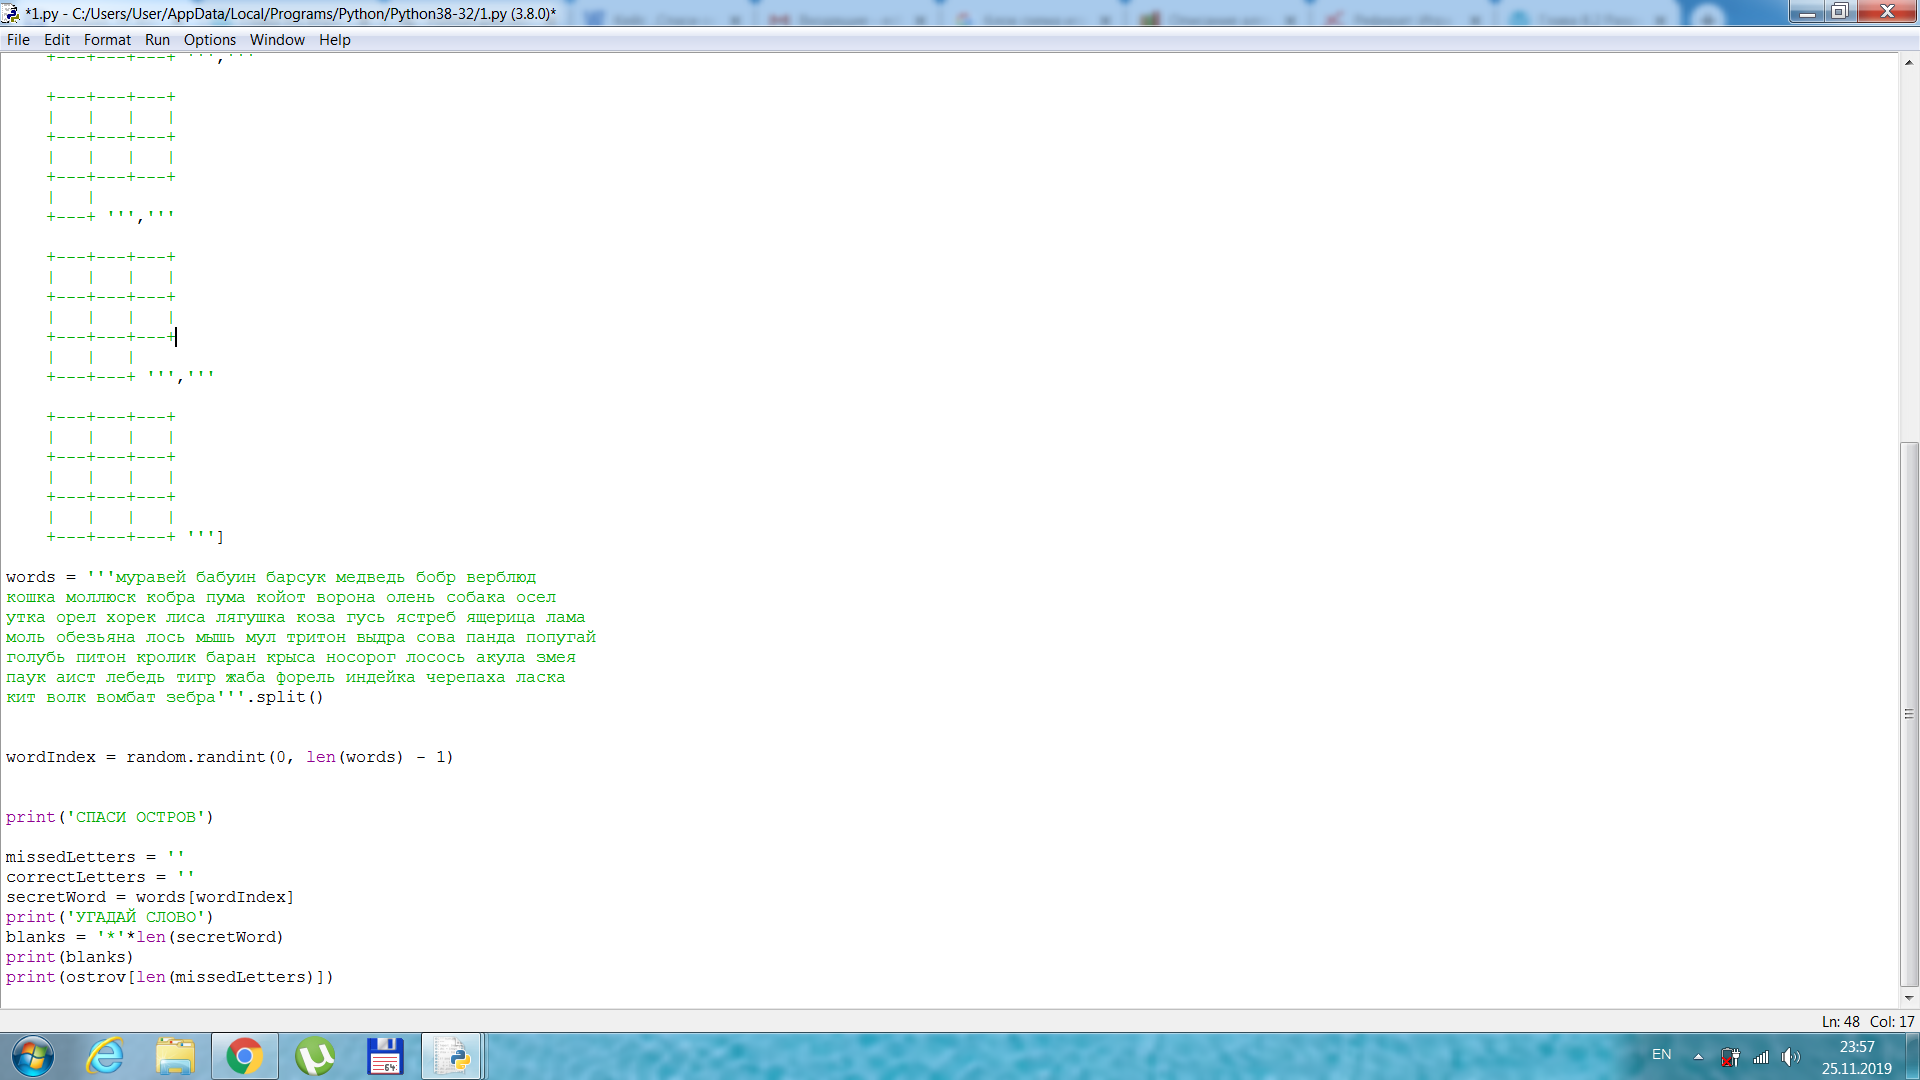 *1.py - C:/Users/User/AppData/Local/Programs/Python/Python38-32/1.py (3.8.0)*
File Edit Format Run Options Window Help
    +---+---+---+ ''','''

    +---+---+---+
    |   |   |   |
    +---+---+---+
    |   |   |   |
    +---+---+---+
    |   |
    +---+ ''','''

    +---+---+---+
    |   |   |   |
    +---+---+---+
    |   |   |   |
    +---+---+---+
    |   |   |
    +---+---+ ''','''

    +---+---+---+
    |   |   |   |
    +---+---+---+
    |   |   |   |
    +---+---+---+
    |   |   |   |
    +---+---+---+ ''']

words = '''муравей бабуин барсук медведь бобр верблюд
кошка моллюск кобра пума койот ворона олень собака осел
утка орел хорек лиса лягушка коза гусь ястреб ящерица лама
моль обезьяна лось мышь мул тритон выдра сова панда попугай
голубь питон кролик баран крыса носорог лосось акула змея
паук аист лебедь тигр жаба форель индейка черепаха ласка
кит волк вомбат зебра'''.split()

wordIndex = random.randint(0, len(words) - 1)

print('СПАСИ ОСТРОВ')

missedLetters = ''
correctLetters = ''
secretWord = words[wordIndex]
print('УГАДАЙ СЛОВО')
blanks = '*'*len(secretWord)
print(blanks)
print(ostrov[len(missedLetters)])
Ln: 48 Col: 17
64
EN
23:57
25.11.2019